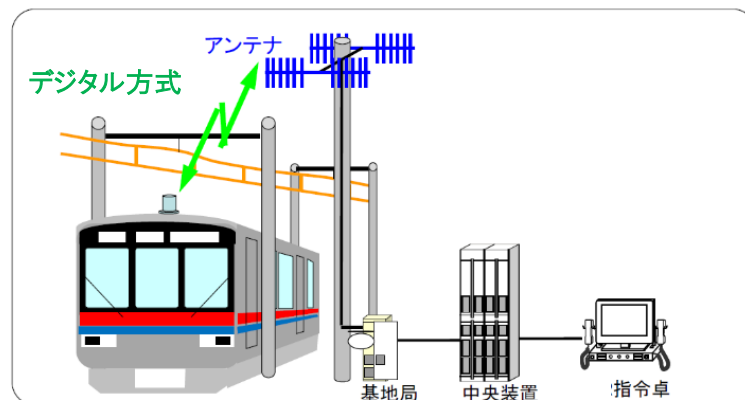 アンテナ
デジタル方式
基地局
中央装置
指令卓